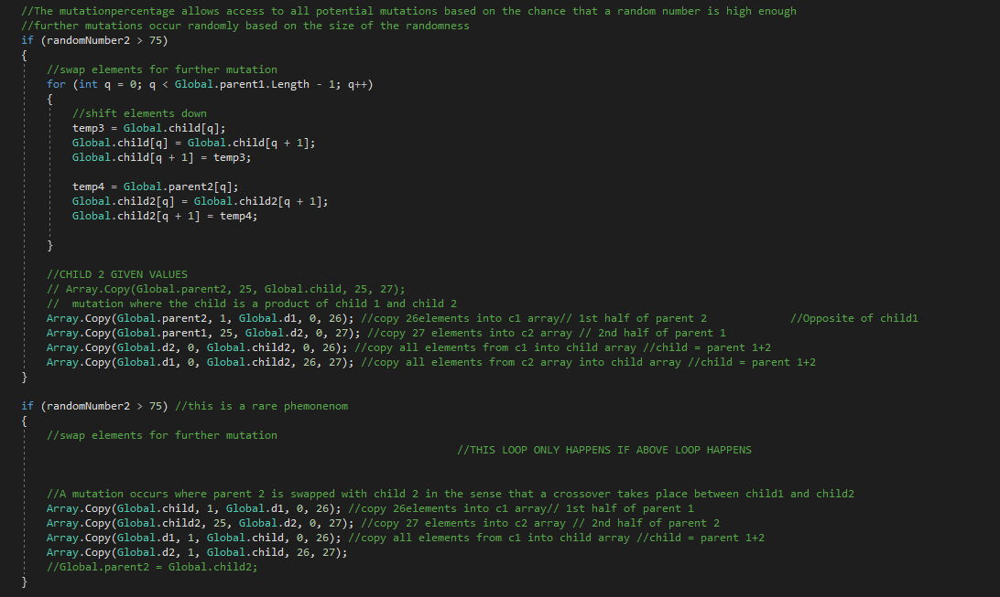 //The mutationpercentage allows access to all potential mutations based on the chance that a random number is high enough
//further mutations occur randomly based on the size of the randomness
if (randomNumber2 > 75)
{
    //swap elements for further mutation
    for (int q = 0; q < Global.parent1.Length - 1; q++)
    {
        //shift elements down
        temp3 = Global.child[q];
        Global.child[q] = Global.child[q + 1];
        Global.child[q + 1] = temp3;

        temp4 = Global.parent2[q];
        Global.child2[q] = Global.child2[q + 1];
        Global.child2[q + 1] = temp4;

    }

    //CHILD 2 GIVEN VALUES
    // Array.Copy(Global.parent2, 25, Global.child, 25, 27);
    //  mutation where the child is a product of child 1 and child 2
    Array.Copy(Global.parent2, 1, Global.d1, 0, 26); //copy 26elements into c1 array// 1st half of parent 2             //Opposite of child1
    Array.Copy(Global.parent1, 25, Global.d2, 0, 27); //copy 27 elements into c2 array // 2nd half of parent 1
    Array.Copy(Global.d2, 0, Global.child2, 0, 26); //copy all elements from c1 into child array //child = parent 1+2
    Array.Copy(Global.d1, 0, Global.child2, 26, 27); //copy all elements from c2 array into child array //child = parent 1+2
}

if (randomNumber2 > 75) //this is a rare phemonenom
{
    //swap elements for further mutation
                                                                    //THIS LOOP ONLY HAPPENS IF ABOVE LOOP HAPPENS


    //A mutation occurs where parent 2 is swapped with child 2 in the sense that a crossover takes place between child1 and child2
    Array.Copy(Global.child, 1, Global.d1, 0, 26); //copy 26elements into c1 array// 1st half of parent 1
    Array.Copy(Global.child2, 25, Global.d2, 0, 27); //copy 27 elements into c2 array // 2nd half of parent 2
    Array.Copy(Global.d1, 1, Global.child, 0, 26); //copy all elements from c1 into child array //child = parent 1+2
    Array.Copy(Global.d2, 1, Global.child, 26, 27);
    //Global.parent2 = Global.child2;
}